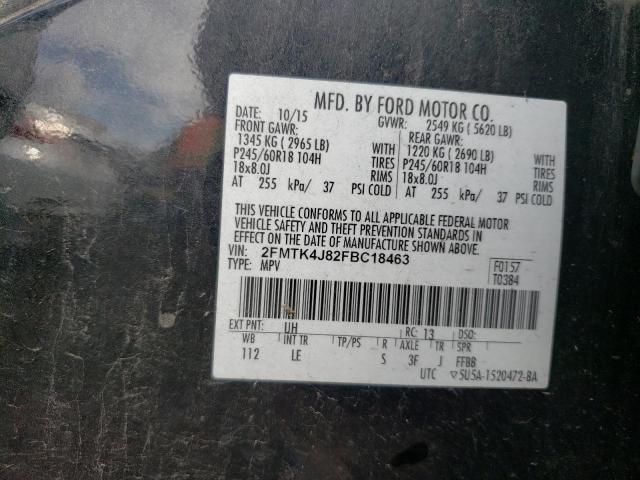 MFD. BY FORD MOTOR CO.
DATE: 10/15 GVWR: 2549 KG ( 5620 LB)
FRONT GAWR: REAR GAWR:
1345 KG ( 2965 LB) WITH 1220 KG ( 2690 LB) WITH
P245/60R18 104H TIRES P245/60R18 104H TIRES
18x8.0J RIMS 18x8.0J RIMS
AT 255 kPa/ 37 PSI COLD AT 255 kPa/ 37 PSI COLD
THIS VEHICLE CONFORMS TO ALL APPLICABLE FEDERAL MOTOR
VEHICLE SAFETY AND THEFT PREVENTION STANDARDS IN
EFFECT ON THE DATE OF MANUFACTURE SHOWN ABOVE.
VIN: 2FMTK4J82FBC18463 F0157
TYPE: MPV T0384
EXT PNT: UH RC: 13 DSO:
WB INT TR TP/PS R AXLE TR SPR
112 LE S 3F J FFBB
UTC ▽SU5A-1520472-BA